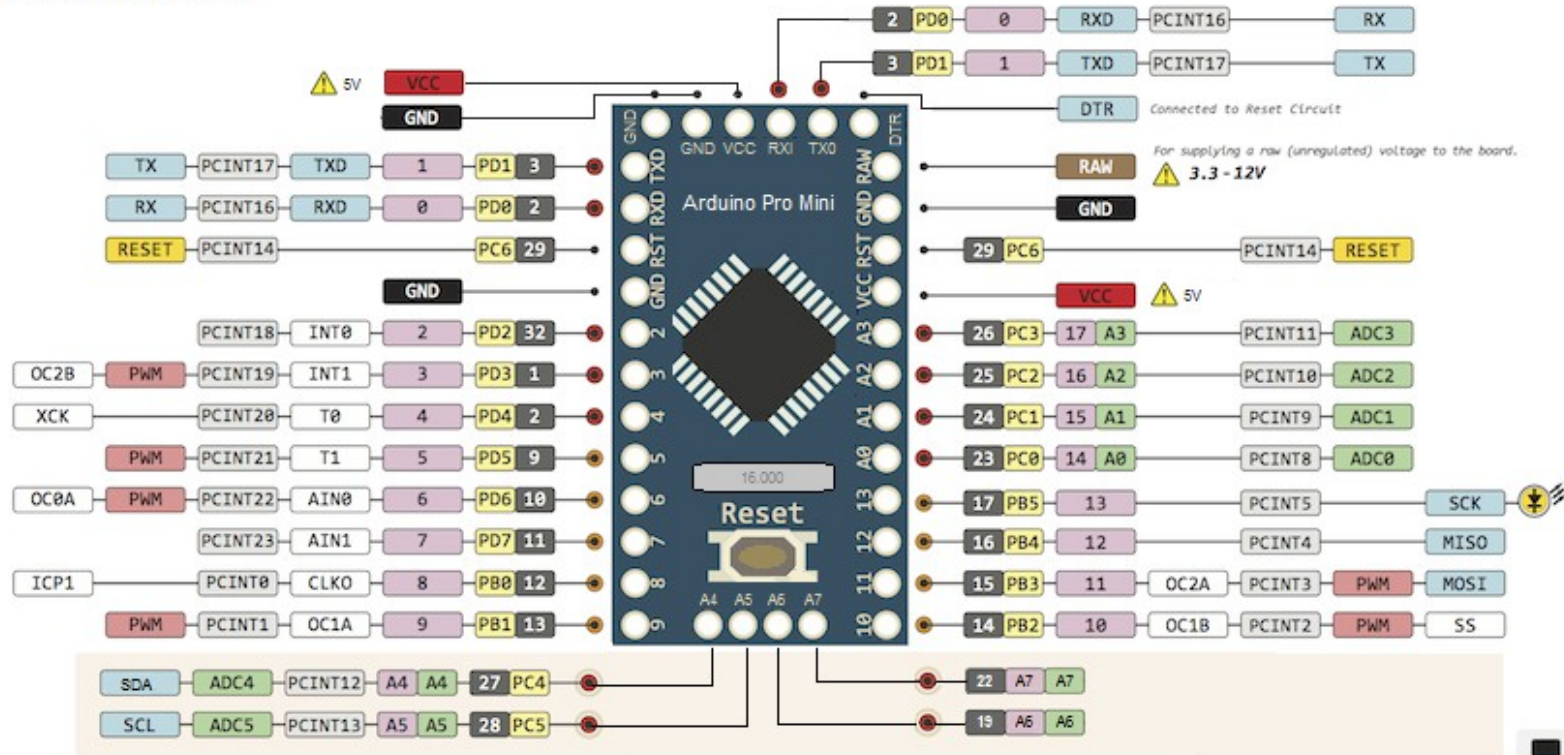 2 PD0 0 RXD PCINT16 RX
3 PD1 1 TXD PCINT17 TX
5V VCC
GND
DTR Connected to Reset Circuit
For supplying a raw (unregulated) voltage to the board.
RAW 3.3 - 12V
GND
TX PCINT17 TXD 1 PD1 3
RX PCINT16 RXD 0 PD0 2
RESET PCINT14 PC6 29
GND
PCINT18 INT0 2 PD2 32
OC2B PWM PCINT19 INT1 3 PD3 1
XCK PCINT20 T0 4 PD4 2
PWM PCINT21 T1 5 PD5 9
OC0A PWM PCINT22 AIN0 6 PD6 10
PCINT23 AIN1 7 PD7 11
ICP1 PCINT0 CLKO 8 PB0 12
PWM PCINT1 OC1A 9 PB1 13
GND GND VCC RXI TX0 DTR
TXD RAW
Arduino Pro Mini
RXD GND
RST RST
GND VCC
2 A3
3 A2
4 A1
5 A0
16.000
6 13
Reset
7 12
8 11
A4 A5 A6 A7
9 10
29 PC6 PCINT14 RESET
VCC 5V
26 PC3 17 A3 PCINT11 ADC3
25 PC2 16 A2 PCINT10 ADC2
24 PC1 15 A1 PCINT9 ADC1
23 PC0 14 A0 PCINT8 ADC0
17 PB5 13 PCINT5 SCK
16 PB4 12 PCINT4 MISO
15 PB3 11 OC2A PCINT3 PWM MOSI
14 PB2 10 OC1B PCINT2 PWM SS
SDA ADC4 PCINT12 A4 A4 27 PC4
SCL ADC5 PCINT13 A5 A5 28 PC5
22 A7 A7
19 A6 A6